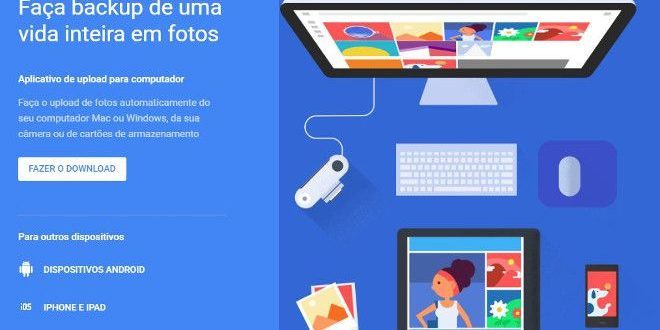 Faça backup de uma
vida inteira em fotos
Aplicativo de upload para computador
Faça o upload de fotos automaticamente do
seu computador Mac ou Windows, da sua
câmera ou de cartões de armazenamento
FAZER O DOWNLOAD
Para outros dispositivos
DISPOSITIVOS ANDROID
iOS IPHONE E IPAD